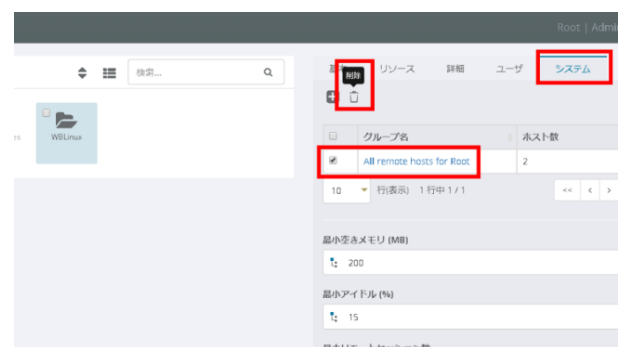 Root | Admi
検索...
削除
リソース
詳細
ユーザ
システム
es
WBLinux
グループ名
ホスト数
All remote hosts for Root
2
10
行(表示) 1 行中 1 / 1
<< < >
最小空きメモリ (MB)
200
最小アイドル (%)
15